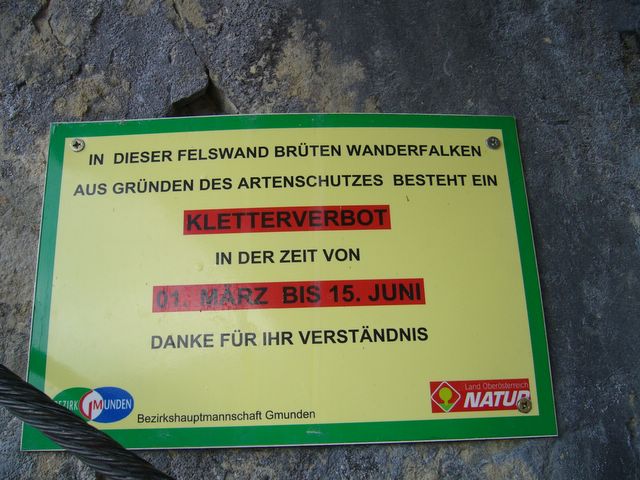 IN DIESER FELSWAND BRÜTEN WANDERFALKEN
AUS GRÜNDEN DES ARTENSCHUTZES BESTEHT EIN
KLETTERVERBOT
IN DER ZEIT VON
01. MÄRZ BIS 15. JUNI
DANKE FÜR IHR VERSTÄNDNIS
BEZIRK GMUNDEN
Bezirkshauptmannschaft Gmunden
Land Oberösterreich
NATUR